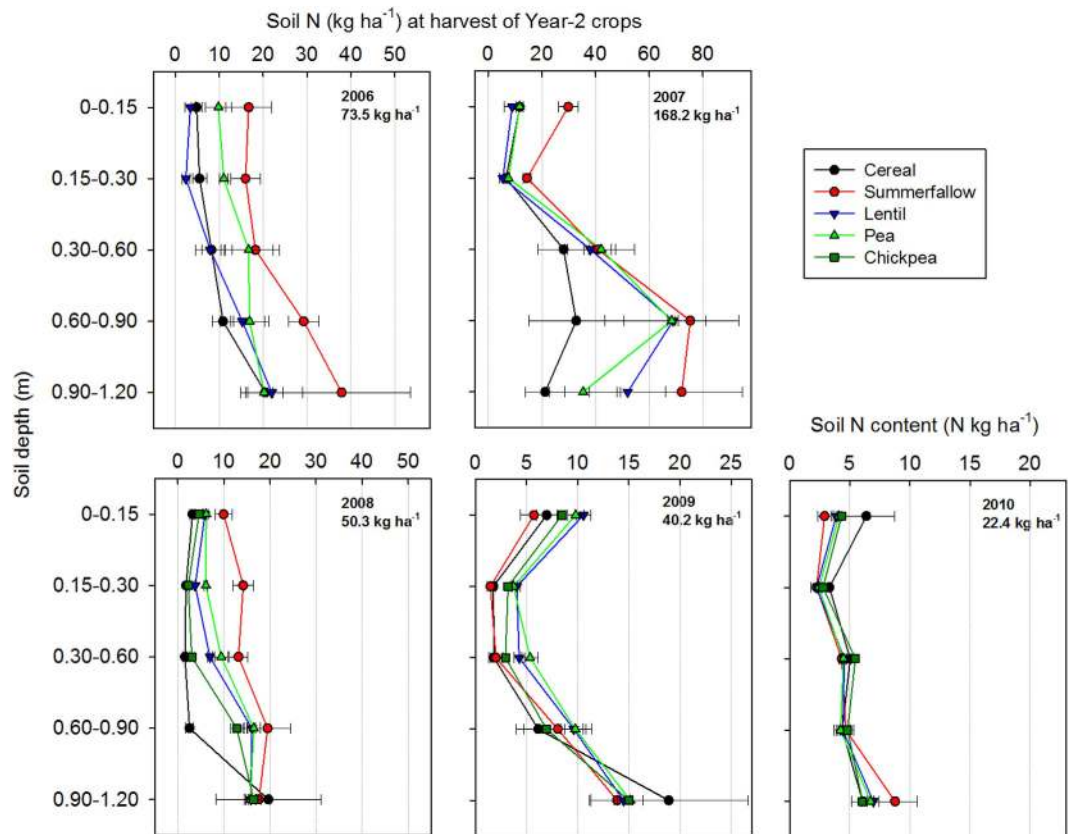 Soil N (kg ha⁻¹) at harvest of Year-2 crops
0 10 20 30 40 50
0 20 40 60 80
2006
73.5 kg ha⁻¹
2007
168.2 kg ha⁻¹
0-0.15
0.15-0.30
0.30-0.60
0.60-0.90
0.90-1.20
Cereal
Summerfallow
Lentil
Pea
Chickpea
Soil depth (m)
Soil N content (N kg ha⁻¹)
0 10 20 30 40 50
0 5 10 15 20 25
0 5 10 15 20
2008
50.3 kg ha⁻¹
2009
40.2 kg ha⁻¹
2010
22.4 kg ha⁻¹
0-0.15
0.15-0.30
0.30-0.60
0.60-0.90
0.90-1.20